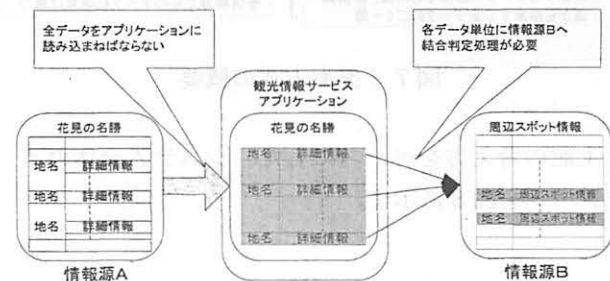 全データをアプリケーションに
読み込まねばならない
各データ単位に情報源Bへ
結合判定処理が必要
観光情報サービス
アプリケーション
花見の名勝
地名 詳細情報
地名 詳細情報
地名 詳細情報
情報源A
花見の名勝
地名 詳細情報
地名 詳細情報
地名 詳細情報
周辺スポット情報
地名 周辺スポット情報
地名 周辺スポット情報
情報源B